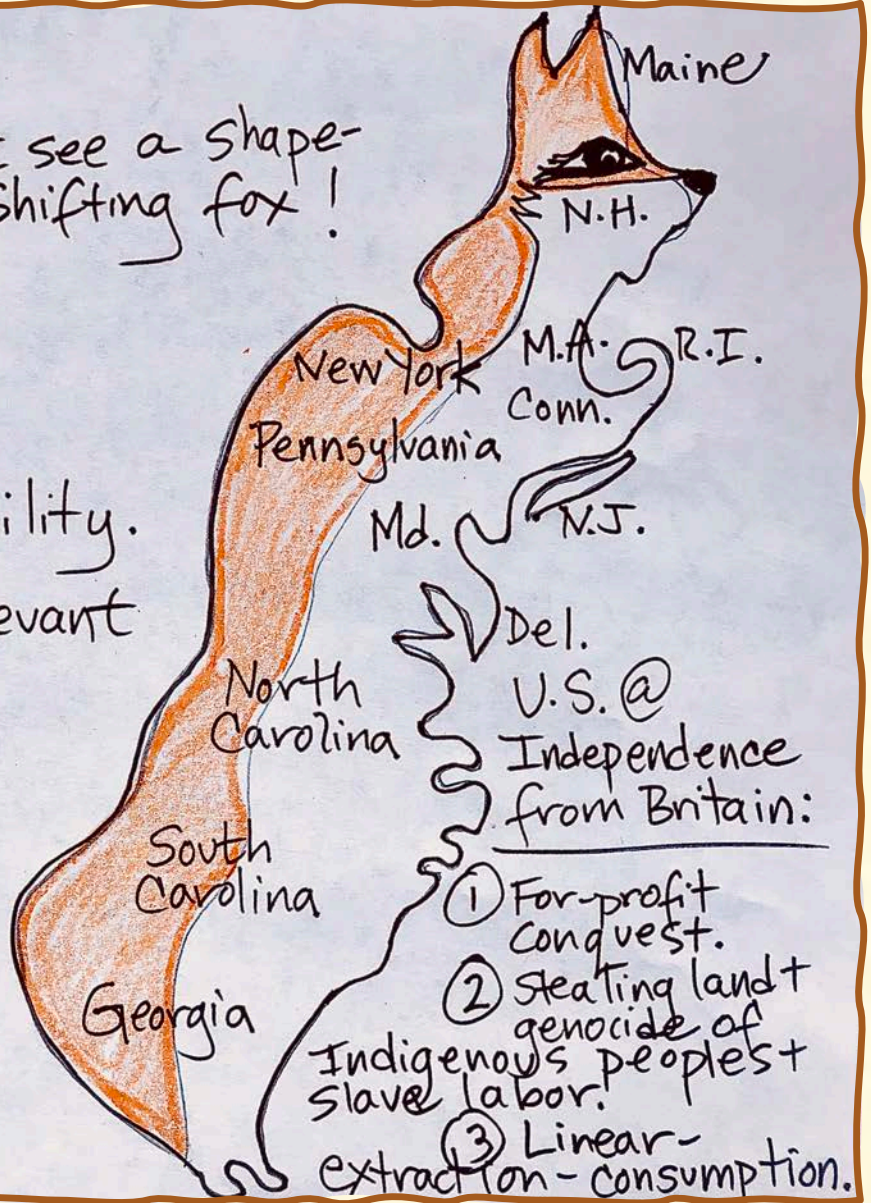 Maine
see a shape-
shifting fox!
N.H.
M.A.
R.I.
New York
Conn.
Pennsylvania
ility.
Md.
N.J.
evant
Del.
North
Carolina
U.S. @
Independence
from Britain:
South
Carolina
① For-profit
conquest.
Georgia
② Stealing land +
genocide of
Indigenous peoples +
slave labor.
③ Linear-
extraction-consumption.